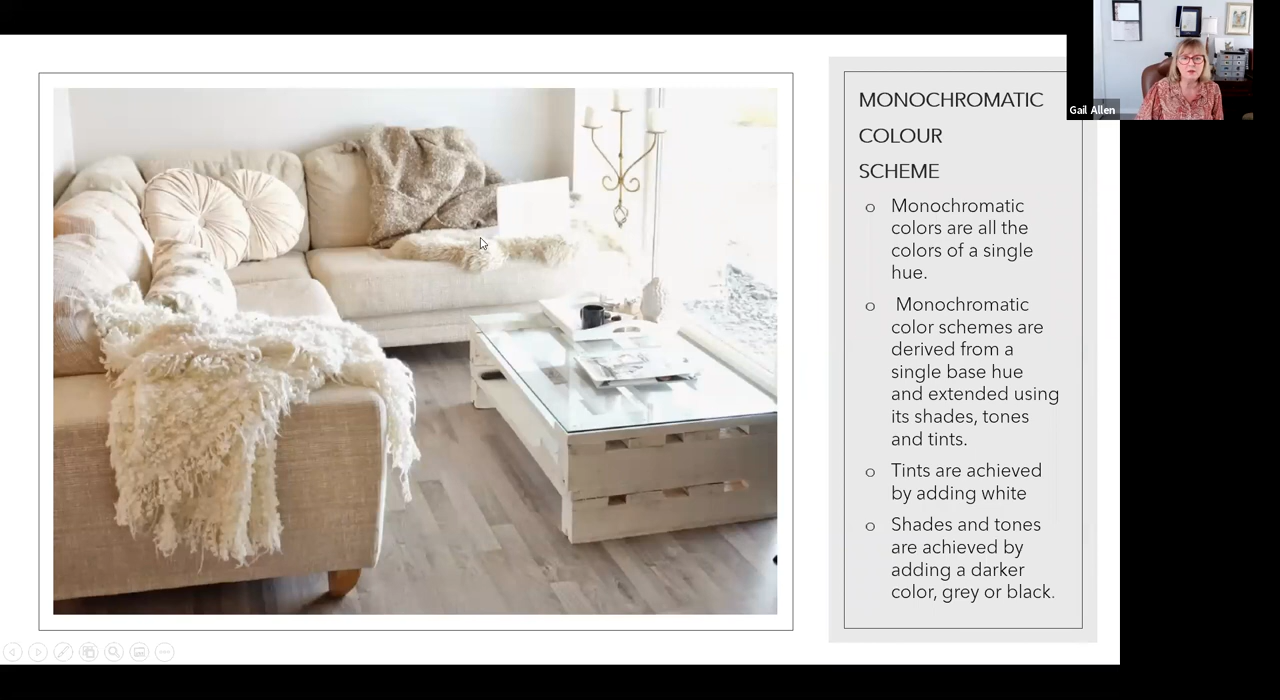 Gail Allen
MONOCHROMATIC
COLOUR
SCHEME
o Monochromatic
colors are all the
colors of a single
hue.
o Monochromatic
color schemes are
derived from a
single base hue
and extended using
its shades, tones
and tints.
o Tints are achieved
by adding white
o Shades and tones
are achieved by
adding a darker
color, grey or black.